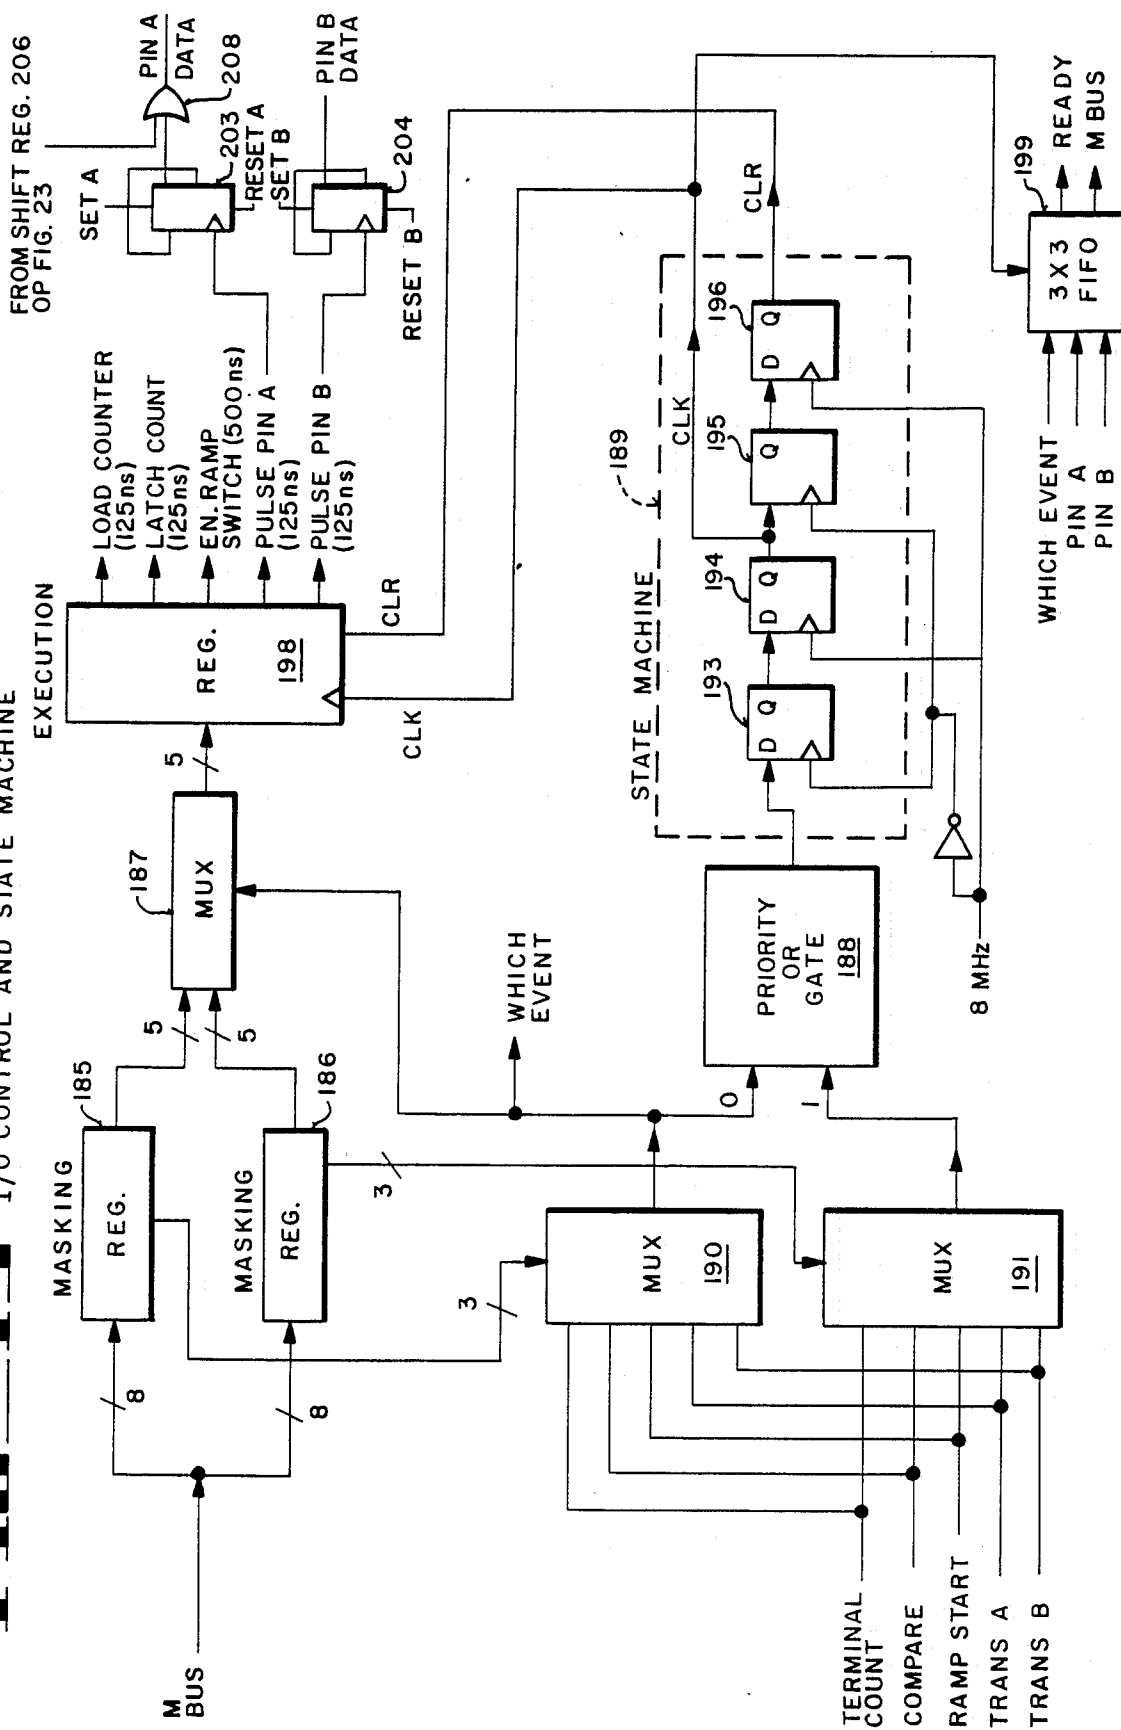 I/O CONTROL AND STATE MACHINE
M
BUS
8
8
MASKING
REG.
185
MASKING
REG.
186
5
5
3
3
187
MUX
5
EXECUTION
REG.
198
CLK
CLR
LOAD COUNTER
(125ns)
LATCH COUNT
(125ns)
EN. RAMP
SWITCH (500ns)
PULSE PIN A
(125ns)
PULSE PIN B
(125ns)
FROM SHIFT REG. 206
OP FIG. 23
SET A
203
RESET A
208
PIN A
DATA
SET B
204
RESET B
PIN B
DATA
WHICH
EVENT
TERMINAL
COUNT
COMPARE
RAMP START
TRANS A
TRANS B
MUX
190
MUX
191
0
1
PRIORITY
OR
GATE
188
8 MHz
STATE MACHINE
189
193
D Q
194
D Q
195
Q
196
D Q
CLK
CLR
WHICH EVENT
PIN A
PIN B
3 X 3
FIFO
199
READY
M BUS